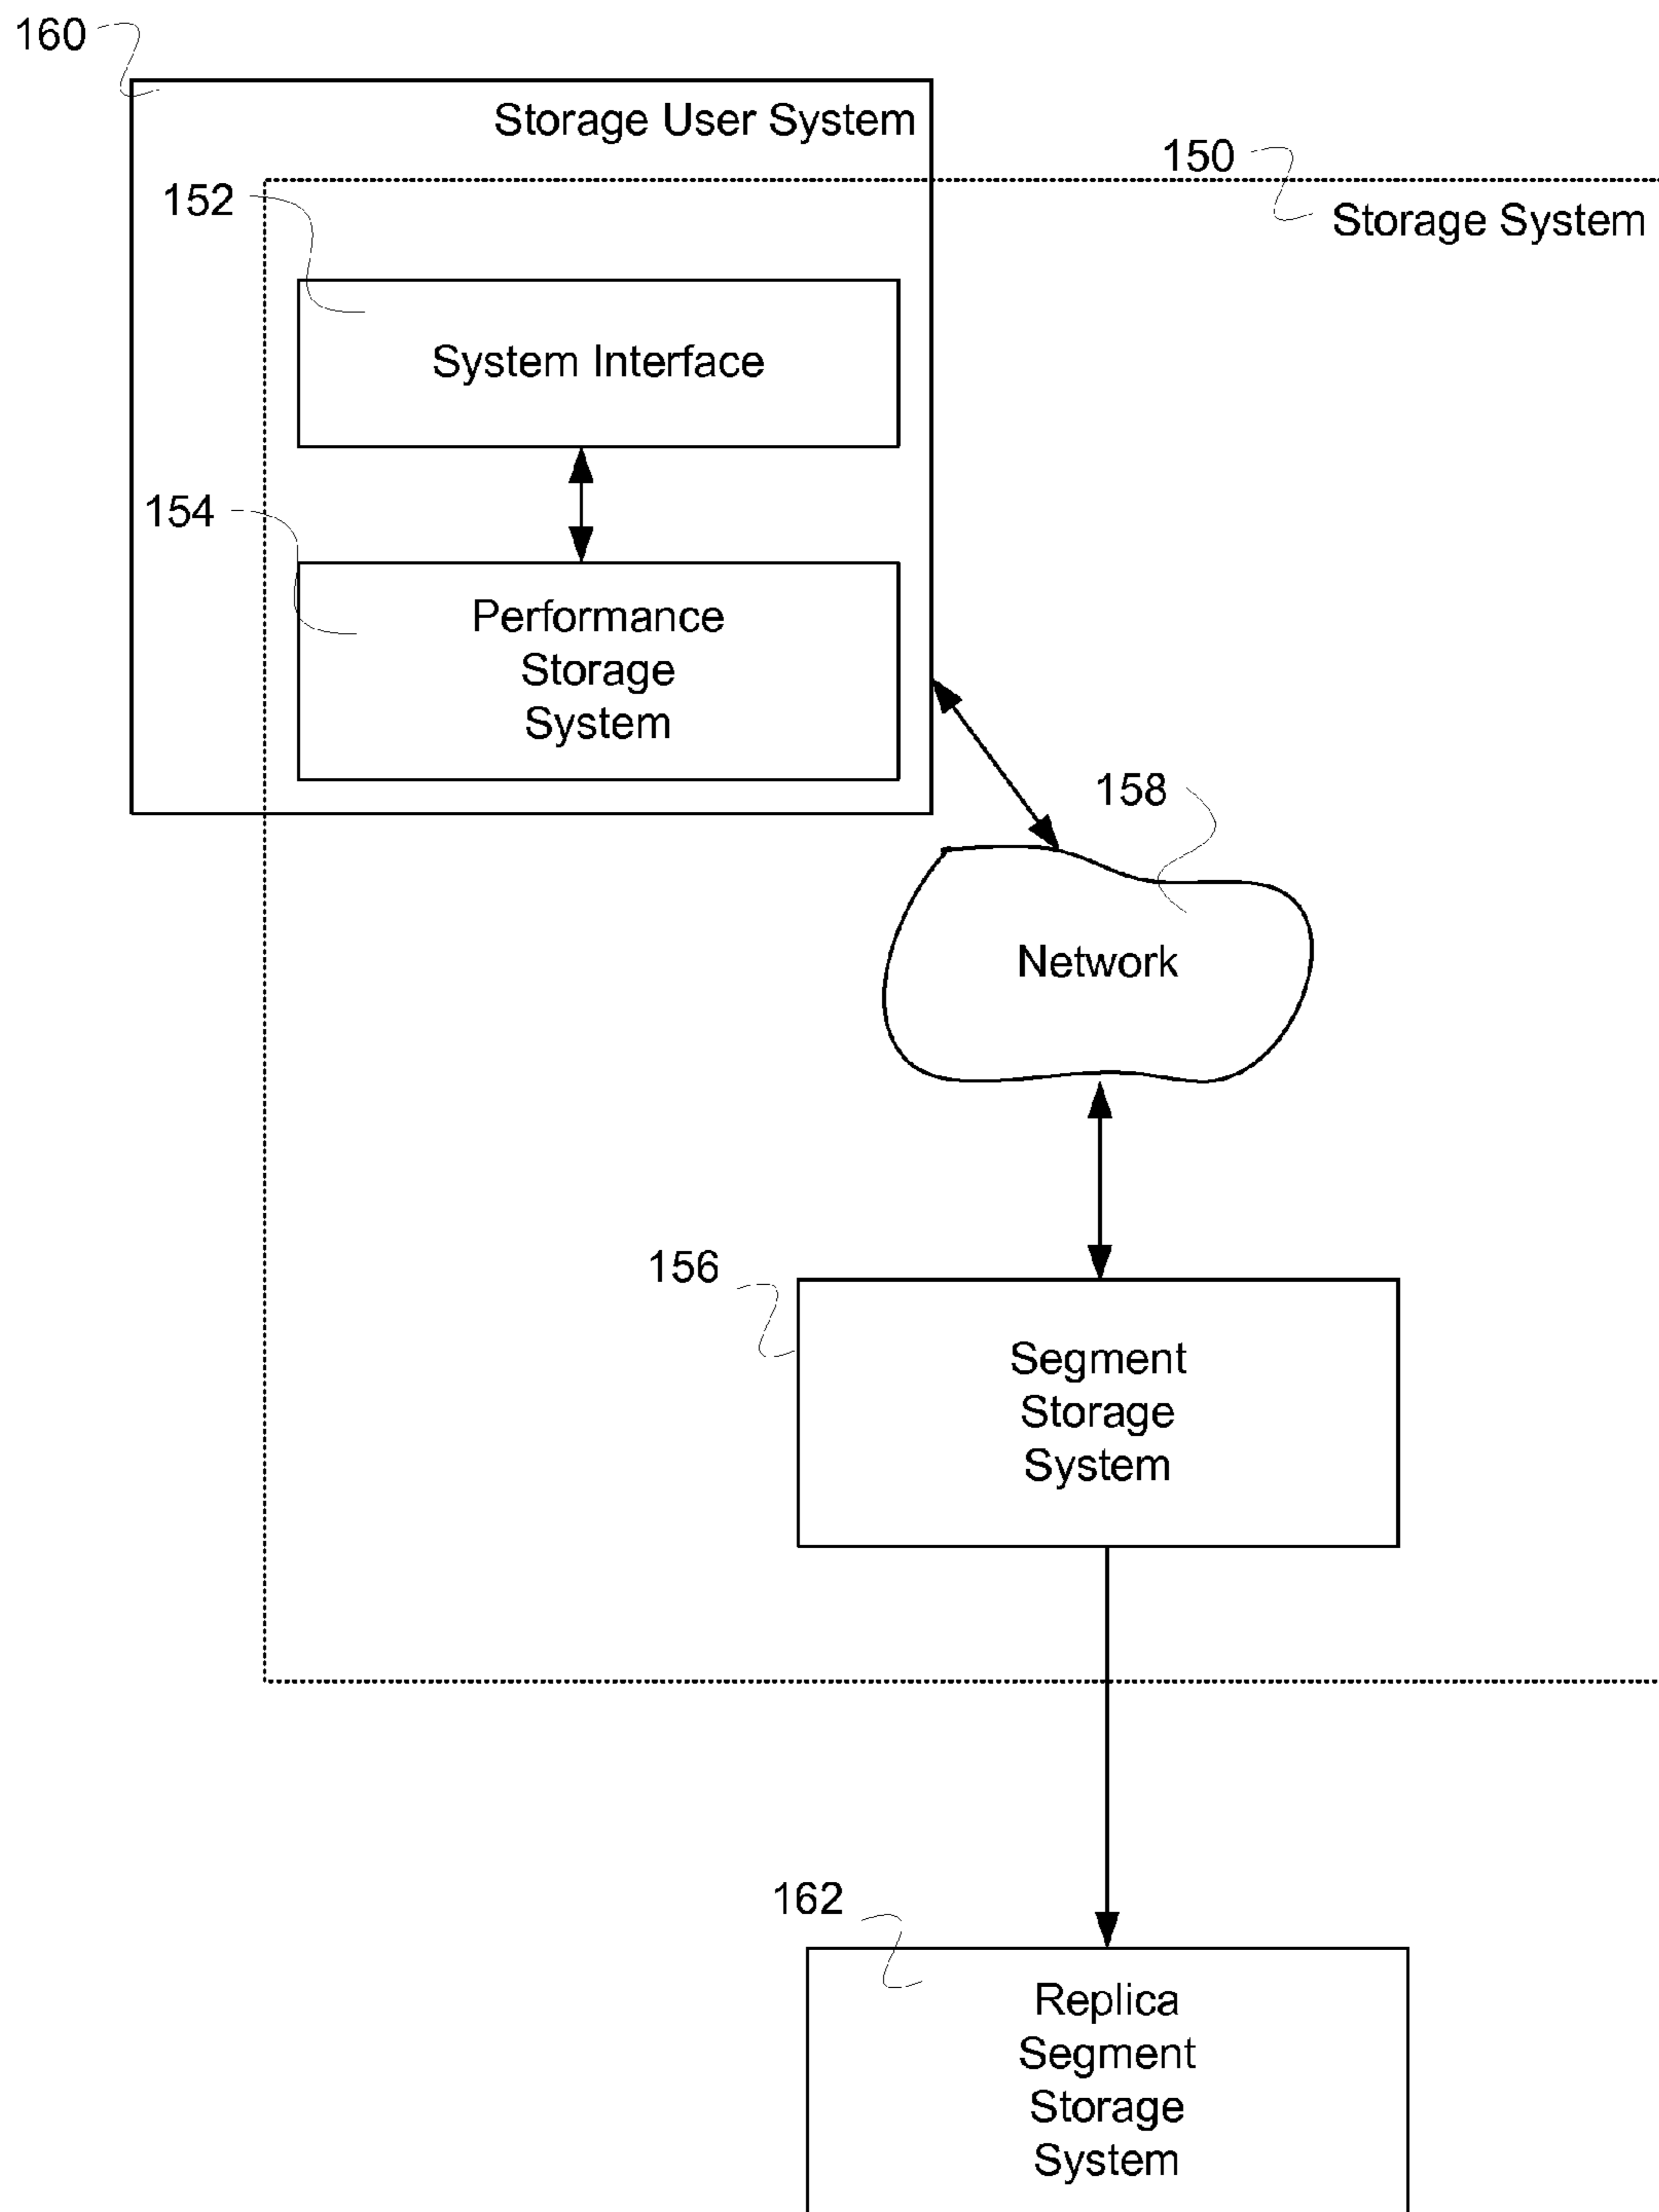 160
Storage User System
150
Storage System
152
System Interface
154
Performance
Storage
System
158
Network
156
Segment
Storage
System
162
Replica
Segment
Storage
System